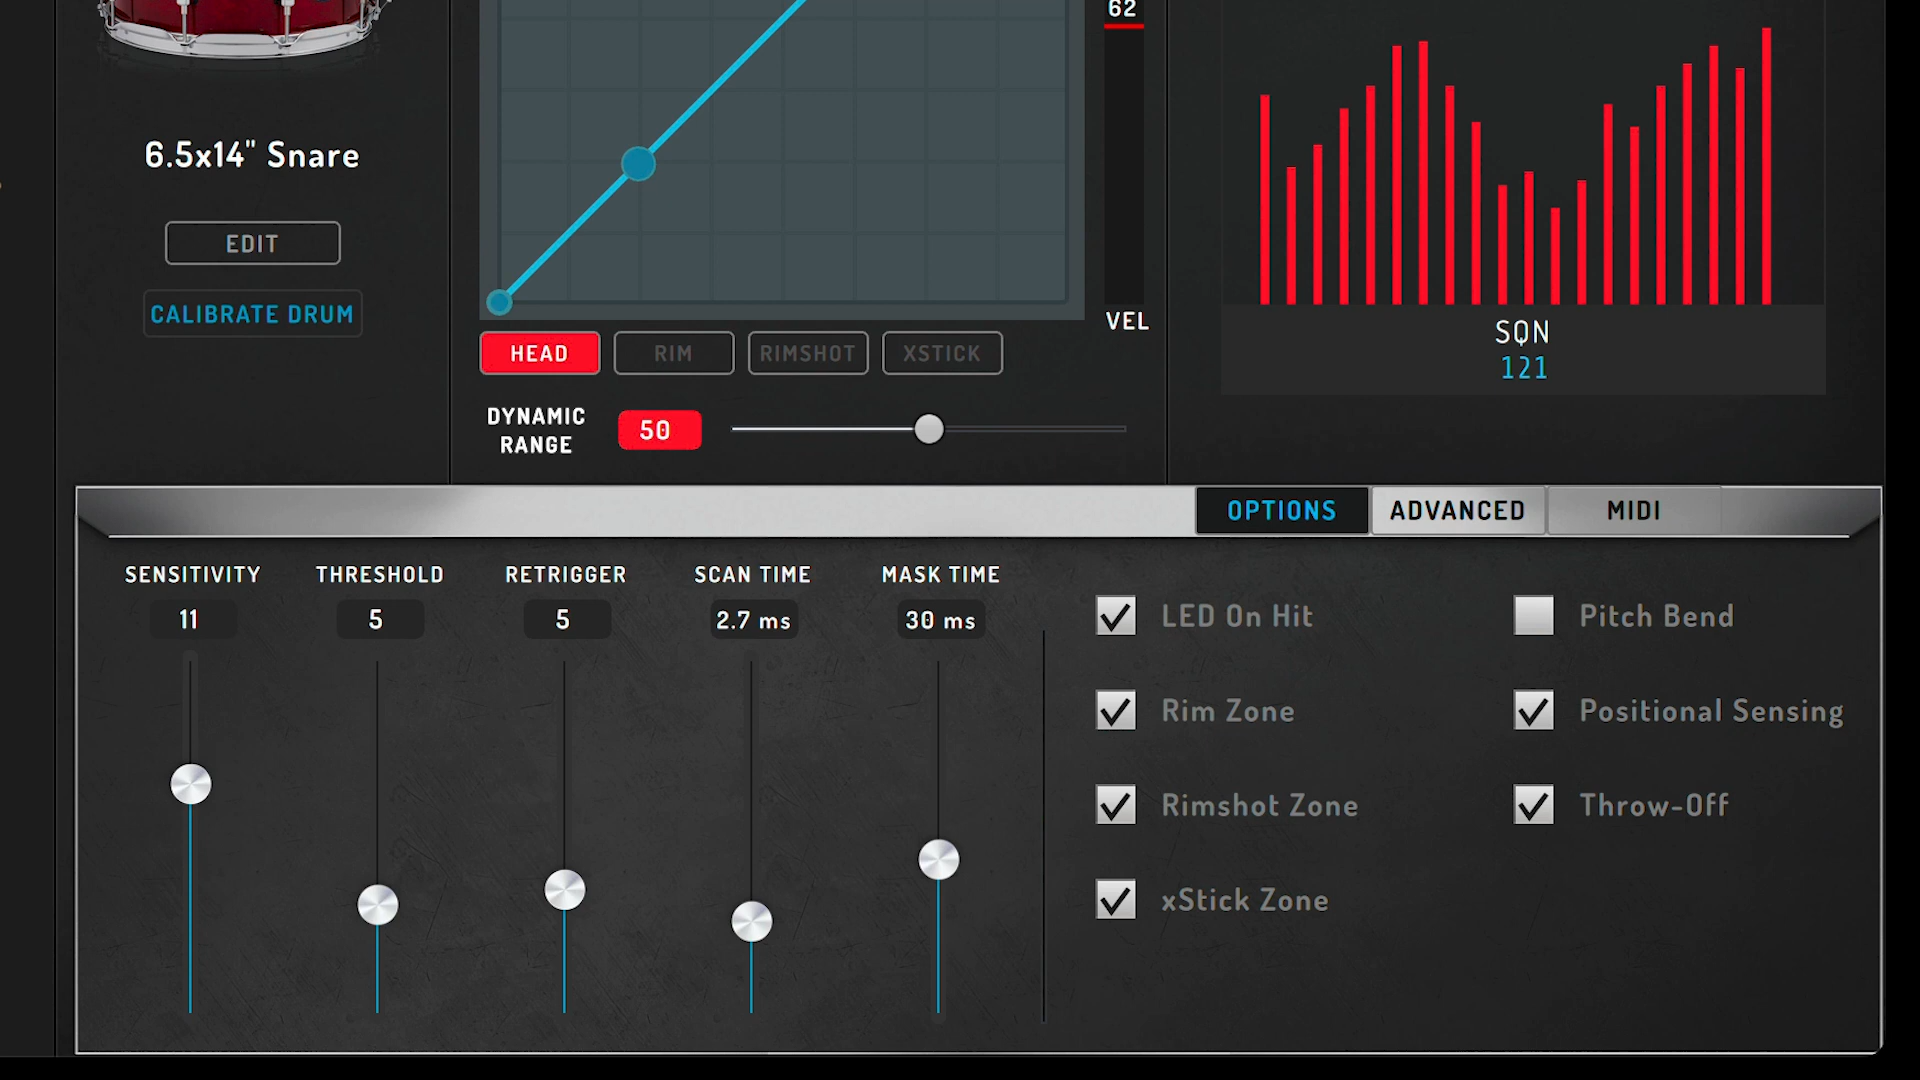 62
6.5x14" Snare
EDIT
CALIBRATE DRUM
VEL
HEAD
RIM
RIMSHOT
XSTICK
DYNAMIC
RANGE
50
SQN
121
OPTIONS
ADVANCED
MIDI
SENSITIVITY
THRESHOLD
RETRIGGER
SCAN TIME
MASK TIME
11
5
5
2.7 ms
30 ms
LED On Hit
Rim Zone
Rimshot Zone
xStick Zone
Pitch Bend
Positional Sensing
Throw-Off